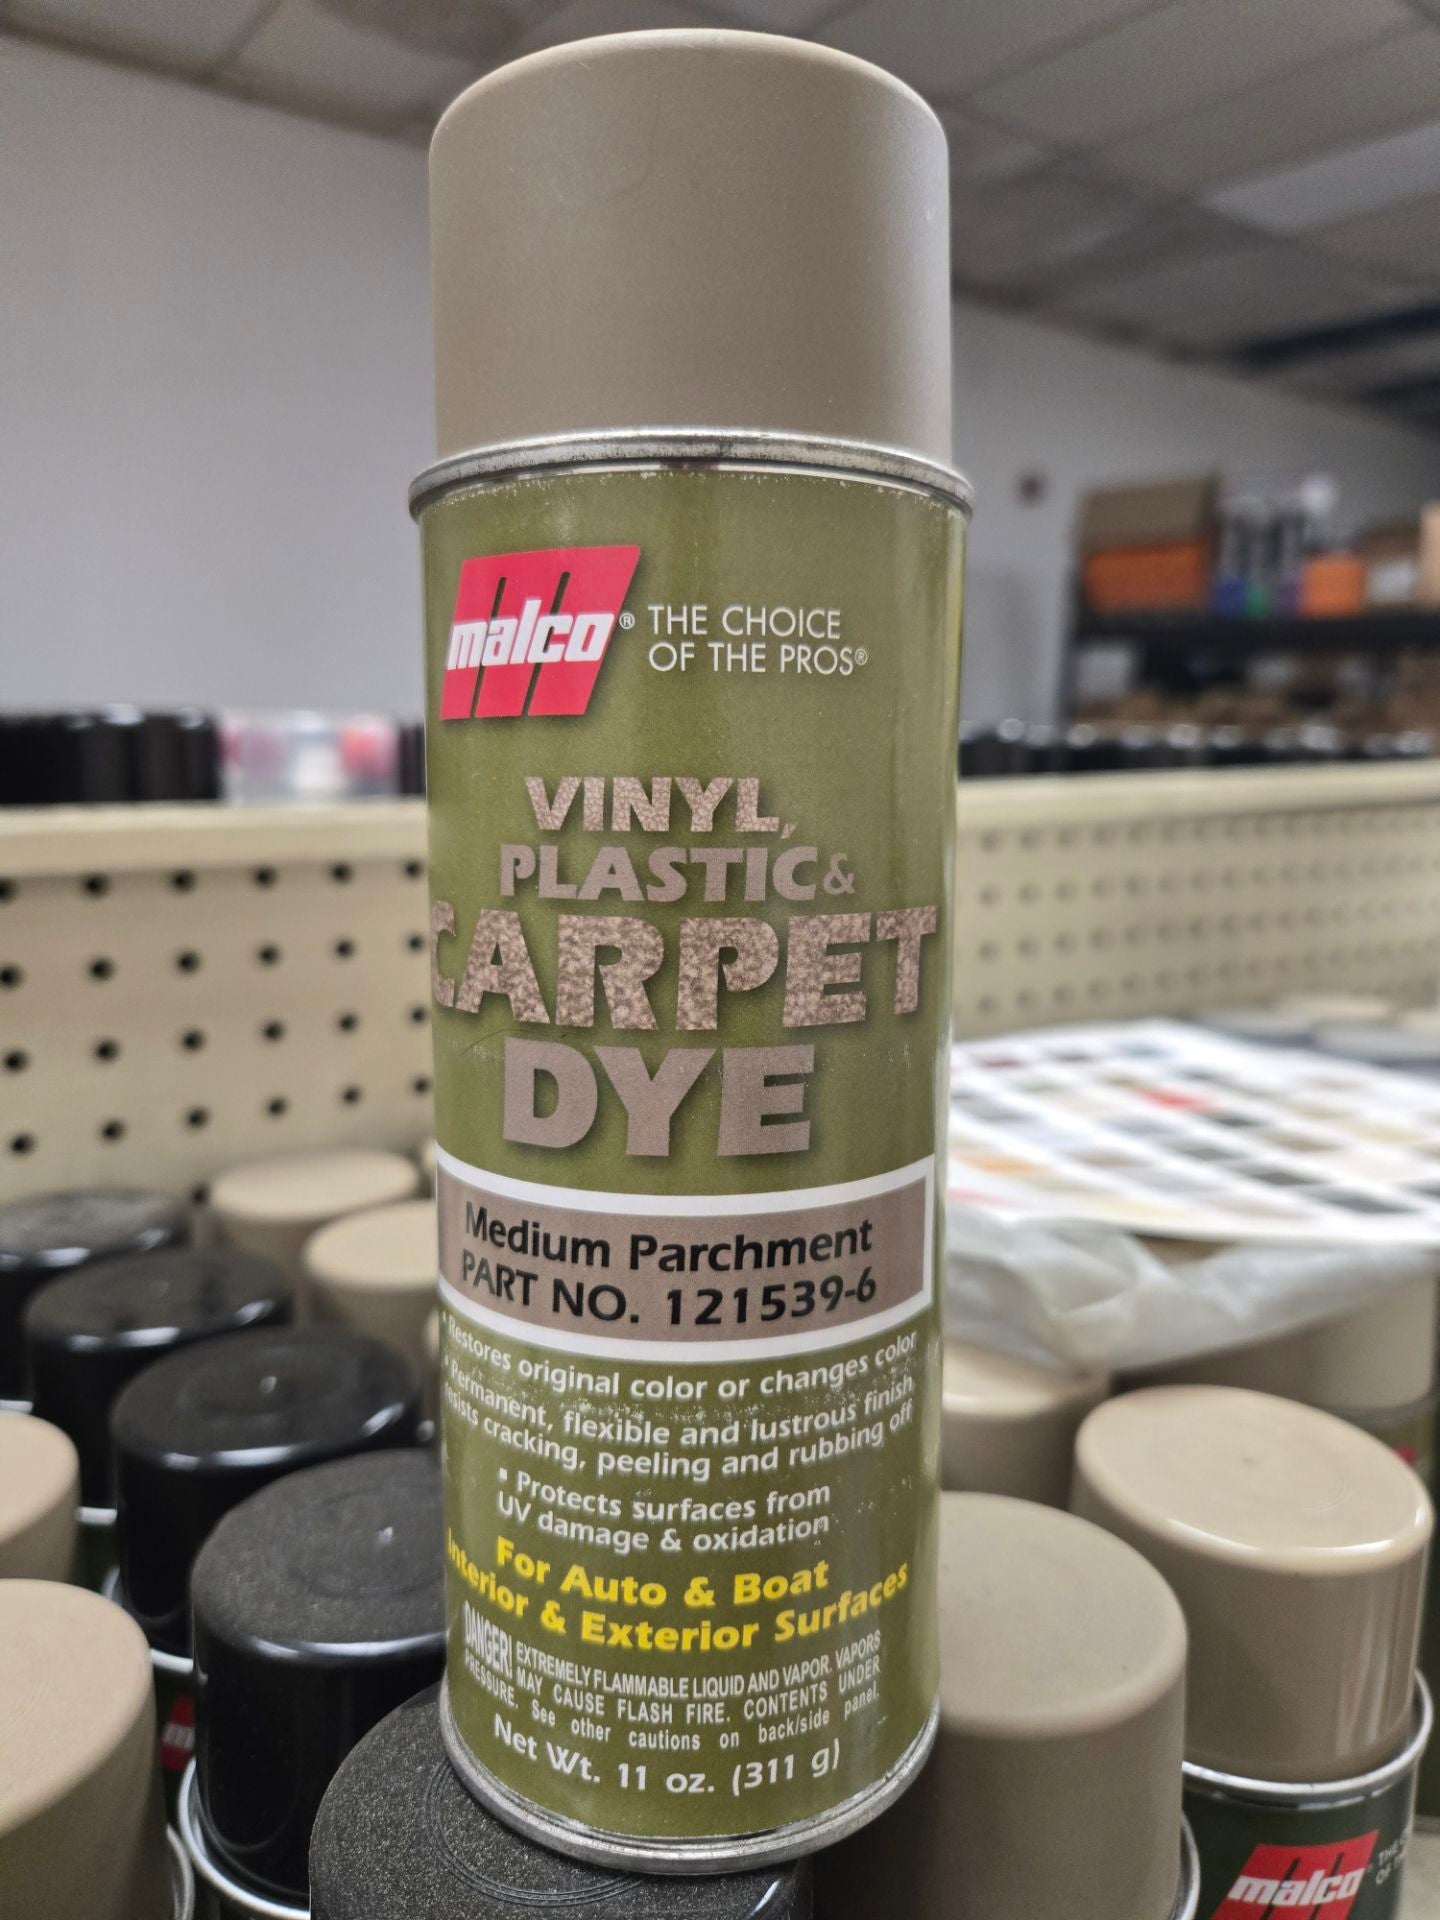 malco® THE CHOICE
OF THE PROS®
VINYL,
PLASTIC &
CARPET
DYE
Medium Parchment
PART NO. 121539-6
▪ Restores original color or changes color
▪ Permanent, flexible and lustrous finish.
resists cracking, peeling and rubbing off
▪ Protects surfaces from
UV damage & oxidation
For Auto & Boat
Interior & Exterior Surfaces
DANGER! EXTREMELY FLAMMABLE LIQUID AND VAPOR. VAPORS
MAY CAUSE FLASH FIRE. CONTENTS UNDER
PRESSURE. See other cautions on back/side panel.
Net Wt. 11 oz. (311 g)
malco